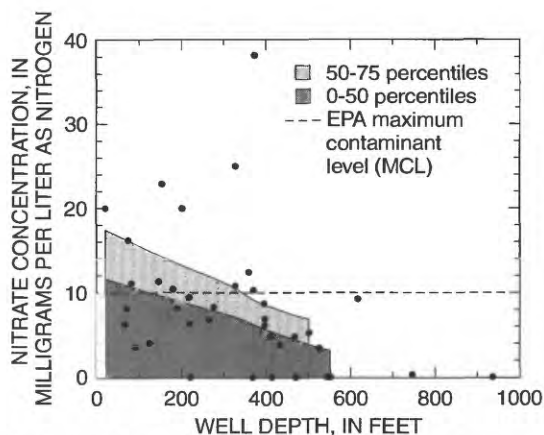 NITRATE CONCENTRATION, IN
MILLIGRAMS PER LITER AS NITROGEN
40
30
20
10
0
50-75 percentiles
0-50 percentiles
EPA maximum
contaminant
level (MCL)
0 200 400 600 800 1000
WELL DEPTH, IN FEET